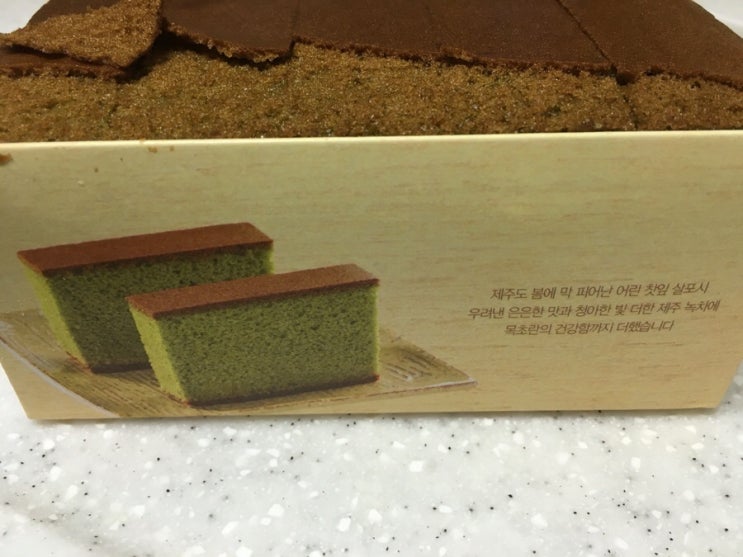 제주도 봄에 막 피어난 어린 찻잎 살포시
우려낸 은은한 맛과 청아한 빛 더한 제주 녹차에
목초란의 건강함까지 더했습니다